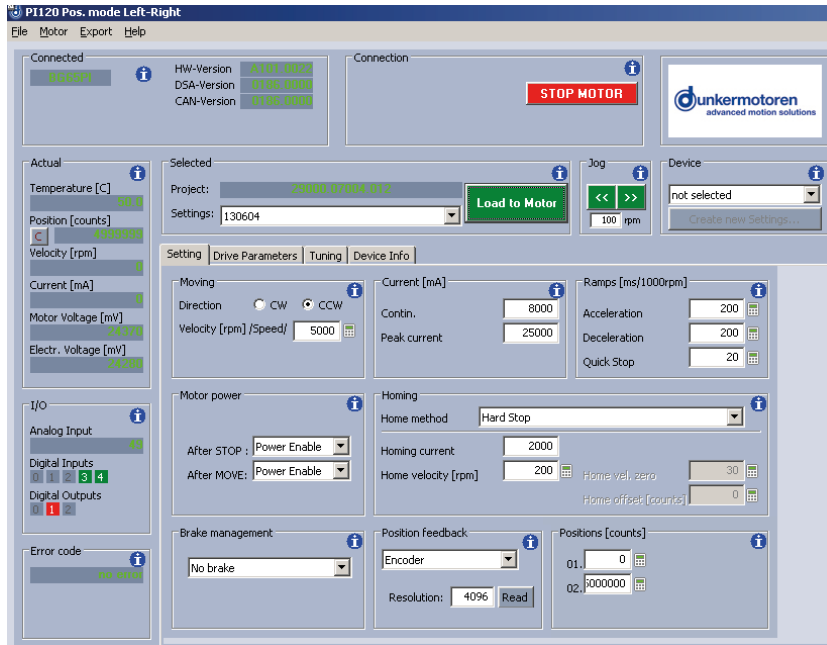 PI120 Pos. mode Left-Right
File Motor Export Help
Connected
HW-Version
DSA-Version
CAN-Version
Connection
STOP MOTOR
dunkermotoren
advanced motion solutions
Actual
Temperature [C]
50.0
Position [counts]
C
Velocity [rpm]
0
Current [mA]
0
Motor Voltage [mV]
Electr. Voltage [mV]
Selected
Project:
Settings: 130604
Load to Motor
Jog
<< >>
100 rpm
Device
not selected
Create new Settings...
Setting Drive Parameters Tuning Device Info
Moving
Direction CW CCW
Velocity [rpm] /Speed/ 5000
Current [mA]
Contin. 8000
Peak current 25000
Ramps [ms/1000rpm]
Acceleration 200
Deceleration 200
Quick Stop 20
I/O
Analog Input
Digital Inputs
0 1 2 3 4
Digital Outputs
0 1 2
Motor power
After STOP : Power Enable
After MOVE: Power Enable
Homing
Home method Hard Stop
Homing current 2000
Home velocity [rpm] 200
Home vel. zero 30
Home offset [counts] 0
Error code
Brake management
No brake
Position feedback
Encoder
Resolution: 4096 Read
Positions [counts]
01. 0
02. 5000000